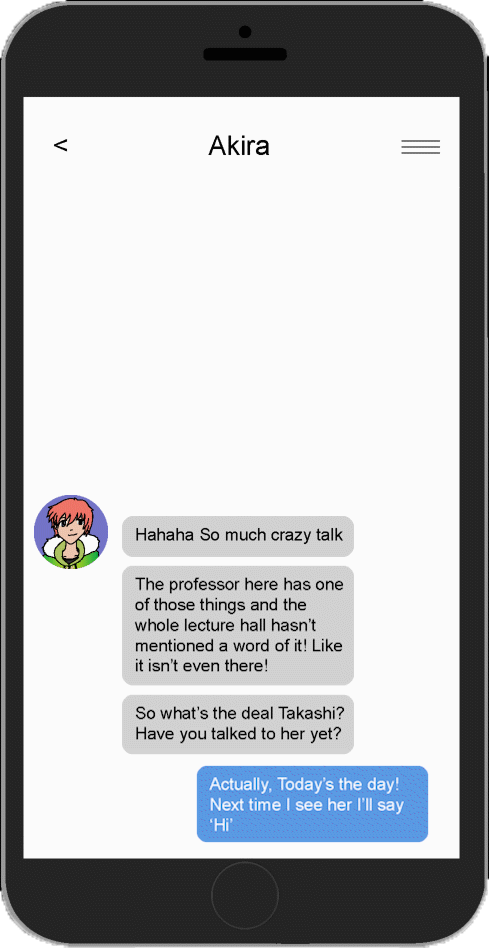 <
Akira
Hahaha So much crazy talk
The professor here has one
of those things and the
whole lecture hall hasn’t
mentioned a word of it! Like
it isn’t even there!
So what’s the deal Takashi?
Have you talked to her yet?
Actually, Today’s the day!
Next time I see her I’ll say
‘Hi’